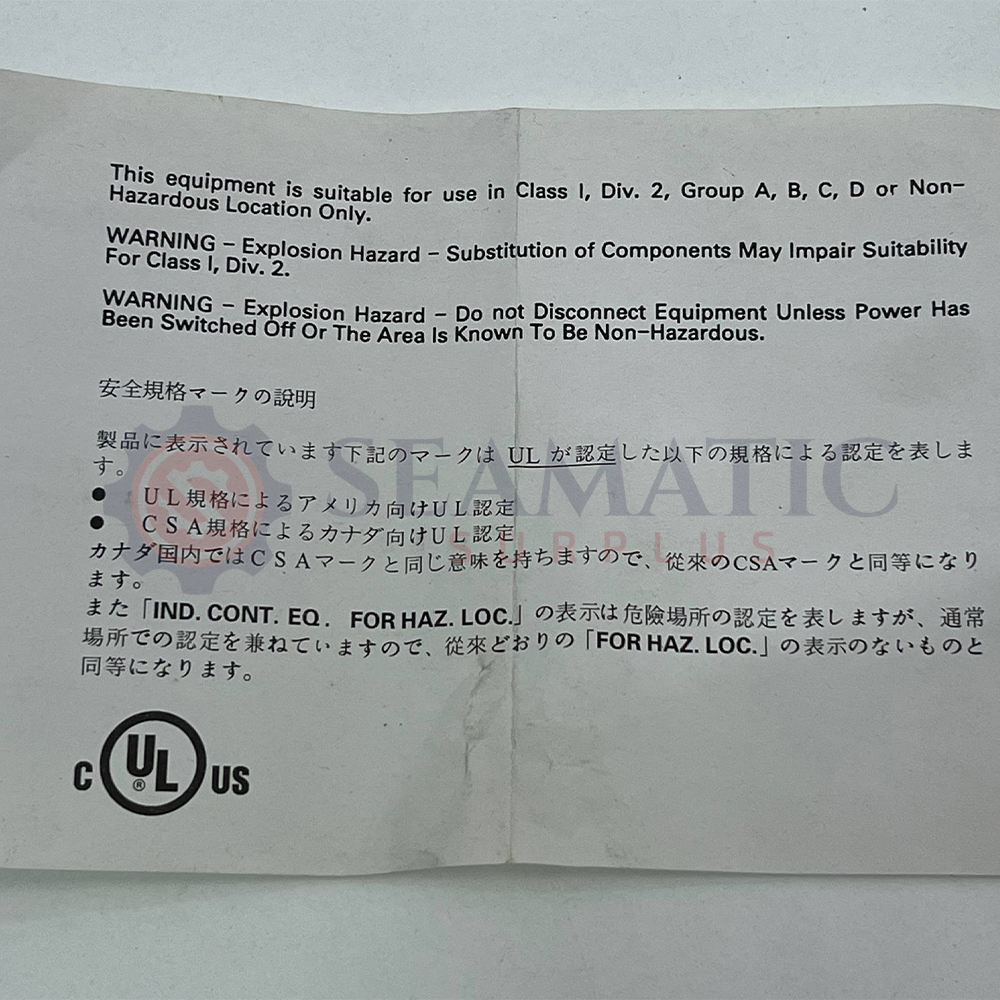 This equipment is suitable for use in Class I, Div. 2, Group A, B, C, D or Non-
Hazardous Location Only.
WARNING – Explosion Hazard – Substitution of Components May Impair Suitability
For Class I, Div. 2.
WARNING – Explosion Hazard – Do not Disconnect Equipment Unless Power Has
Been Switched Off Or The Area Is Known To Be Non-Hazardous.
安全規格マークの説明
製品に表示されています下記のマークは UL が認定した以下の規格による認定を表しま
す。
● UL規格によるアメリカ向けUL認定
● CSA規格によるカナダ向けUL認定
カナダ国内ではCSAマークと同じ意味を持ちますので、従来のCSAマークと同等になり
ます。
また「IND. CONT. EQ. FOR HAZ. LOC.」の表示は危険場所の認定を表しますが、通常
場所での認定を兼ねていますので、従来どおりの「FOR HAZ. LOC.」の表示のないものと
同等になります。
C UL® US
SEAMATIC
SURPLUS